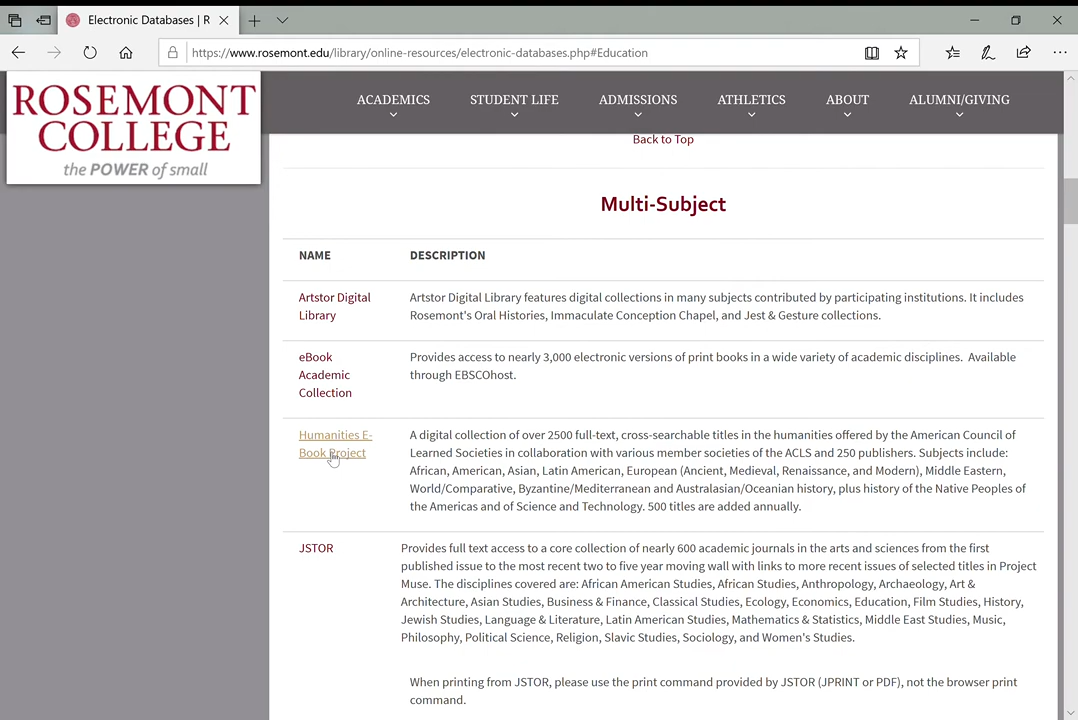 Electronic Databases | R
https://www.rosemont.edu/library/online-resources/electronic-databases.php#Education
ROSEMONT
COLLEGE
the POWER of small
ACADEMICS
STUDENT LIFE
ADMISSIONS
ATHLETICS
ABOUT
ALUMNI/GIVING
Back to Top
Multi-Subject
NAME
DESCRIPTION
Artstor Digital
Library
Artstor Digital Library features digital collections in many subjects contributed by participating institutions. It includes
Rosemont's Oral Histories, Immaculate Conception Chapel, and Jest & Gesture collections.
eBook
Academic
Collection
Provides access to nearly 3,000 electronic versions of print books in a wide variety of academic disciplines. Available
through EBSCOhost.
Humanities E-
Book Project
A digital collection of over 2500 full-text, cross-searchable titles in the humanities offered by the American Council of
Learned Societies in collaboration with various member societies of the ACLS and 250 publishers. Subjects include:
African, American, Asian, Latin American, European (Ancient, Medieval, Renaissance, and Modern), Middle Eastern,
World/Comparative, Byzantine/Mediterranean and Australasian/Oceanian history, plus history of the Native Peoples of
the Americas and of Science and Technology. 500 titles are added annually.
JSTOR
Provides full text access to a core collection of nearly 600 academic journals in the arts and sciences from the first
published issue to the most recent two to five year moving wall with links to more recent issues of selected titles in Project
Muse. The disciplines covered are: African American Studies, African Studies, Anthropology, Archaeology, Art &
Architecture, Asian Studies, Business & Finance, Classical Studies, Ecology, Economics, Education, Film Studies, History,
Jewish Studies, Language & Literature, Latin American Studies, Mathematics & Statistics, Middle East Studies, Music,
Philosophy, Political Science, Religion, Slavic Studies, Sociology, and Women's Studies.
When printing from JSTOR, please use the print command provided by JSTOR (JPRINT or PDF), not the browser print
command.